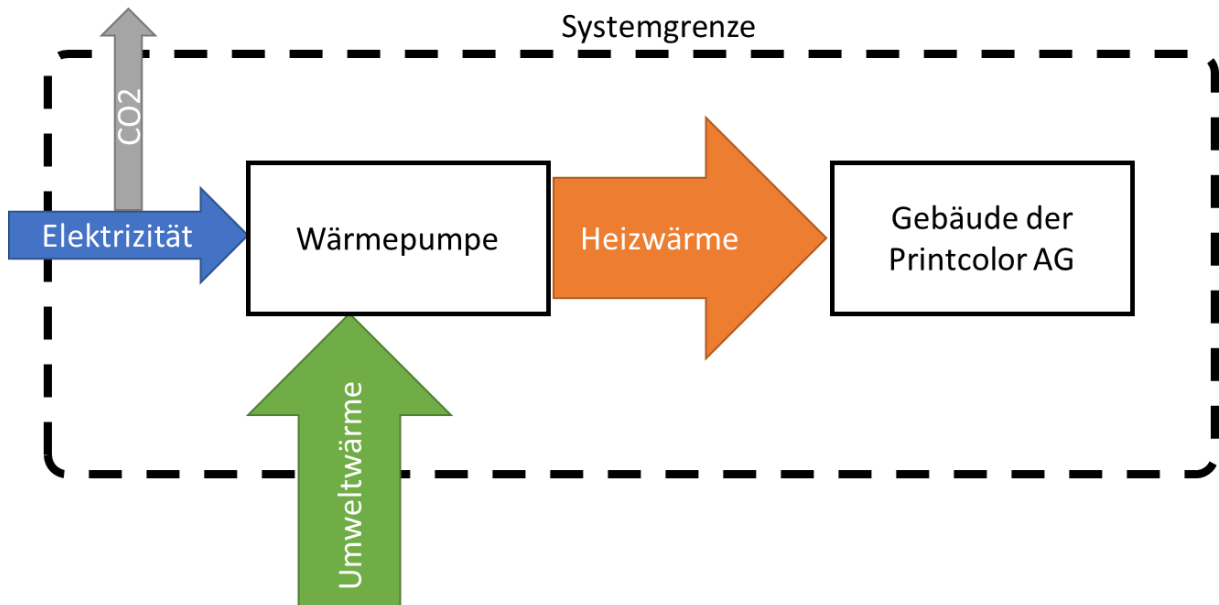 Systemgrenze
CO2
Elektrizität
Wärmepumpe
Heizwärme
Gebäude der
Printcolor AG
Umweltwärme